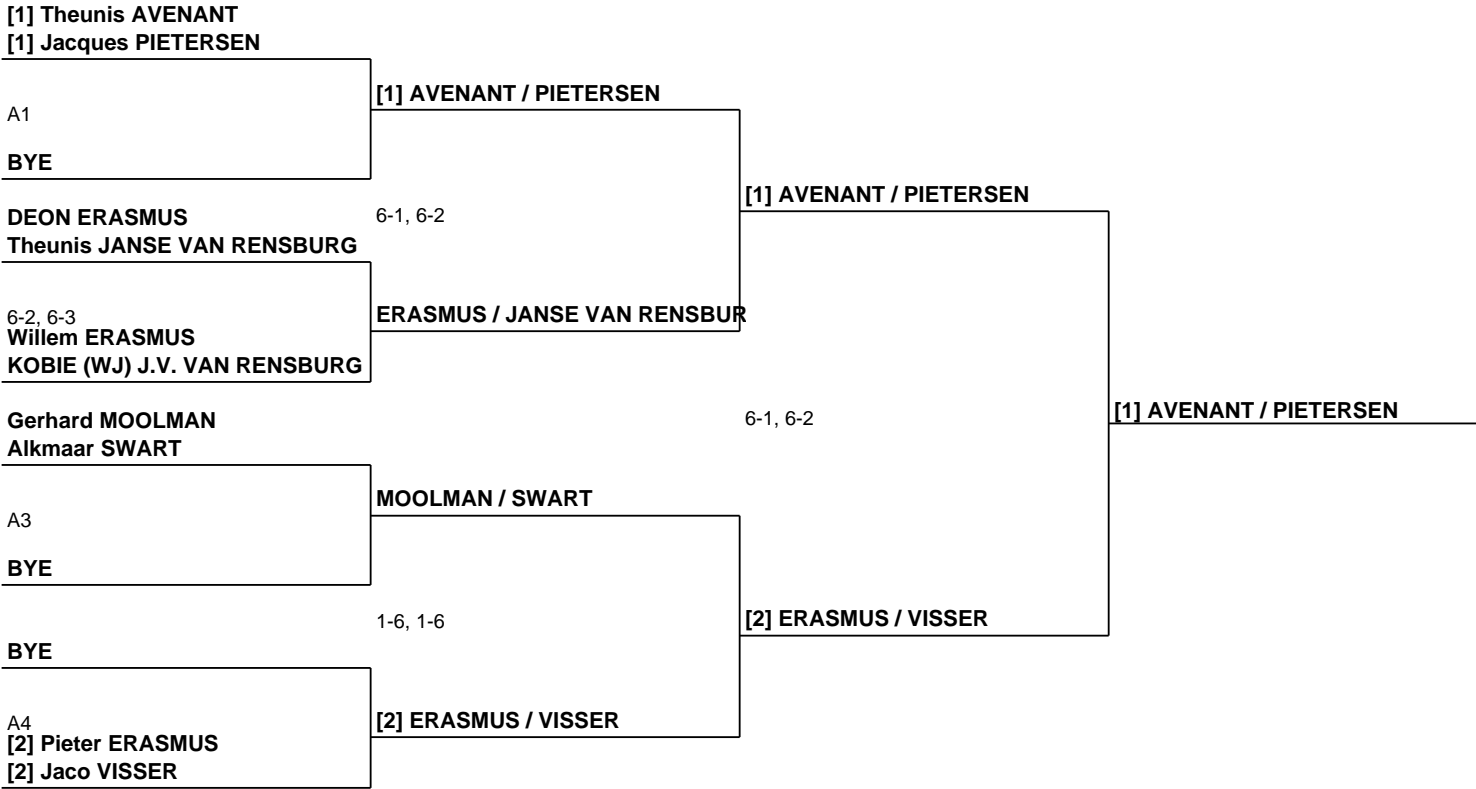 [1] Theunis AVENANT
[1] Jacques PIETERSEN
A1
BYE
[1] AVENANT / PIETERSEN
DEON ERASMUS
Theunis JANSE VAN RENSBURG
6-2, 6-3
Willem ERASMUS
KOBIE (WJ) J.V. VAN RENSBURG
6-1, 6-2
ERASMUS / JANSE VAN RENSBUR
[1] AVENANT / PIETERSEN
Gerhard MOOLMAN
Alkmaar SWART
A3
BYE
MOOLMAN / SWART
BYE
A4
[2] Pieter ERASMUS
[2] Jaco VISSER
1-6, 1-6
[2] ERASMUS / VISSER
6-1, 6-2
[2] ERASMUS / VISSER
[1] AVENANT / PIETERSEN